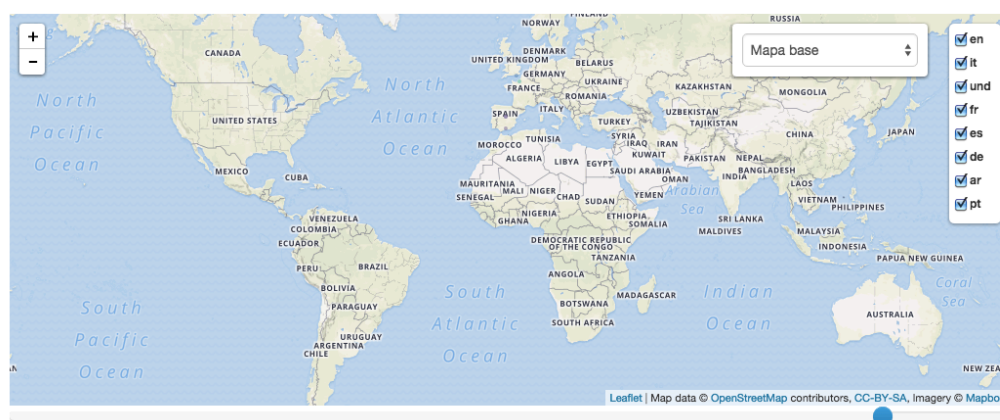 +
−
Mapa base
en
it
und
fr
es
de
ar
pt
NORWAY
FINLAND
RUSSIA
CANADA
DENMARK
UNITED KINGDOM
BELARUS
GERMANY
UKRAINE
FRANCE
KAZAKHSTAN
MONGOLIA
ROMANIA
North
Pacific
Ocean
North
Atlantic
Ocean
UNITED STATES
SPAIN
ITALY
UZBEKISTAN
TURKEY
TAJIKISTAN
CHINA
JAPAN
SYRIA
IRAQ
IRAN
MOROCCO
TUNISIA
KUWAIT
PAKISTAN
NEPAL
ALGERIA
LIBYA
EGYPT
SAUDI ARABIA
BANGLADESH
INDIA
MEXICO
CUBA
OMAN
LAOS
MAURITANIA
MALI
NIGER
CHAD
SUDAN
YEMEN
Arabian
Sea
SENEGAL
VIETNAM
PHILIPPINES
NIGERIA
GHANA
ETHIOPIA
SOMALIA
SRI LANKA
MALDIVES
VENEZUELA
COLOMBIA
ECUADOR
MALAYSIA
INDONESIA
DEMOCRATIC REPUBLIC
OF THE CONGO
TANZANIA
PAPUA NEW GUINEA
PERU
BRAZIL
ANGOLA
BOLIVIA
MADAGASCAR
South
Atlantic
Ocean
Indian
Ocean
Coral
Sea
South
Pacific
Ocean
PARAGUAY
BOTSWANA
SOUTH AFRICA
AUSTRALIA
URUGUAY
ARGENTINA
CHILE
NEW ZEA
Leaflet | Map data © OpenStreetMap contributors, CC-BY-SA, Imagery © Mapbo